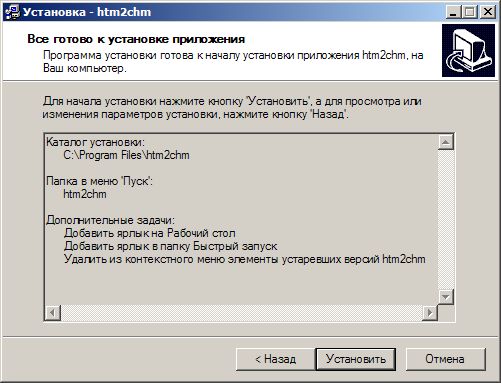 Установка - htm2chm
Все готово к установке приложения
Программа установки готова к началу установки приложения htm2chm, на
Ваш компьютер.
Для начала установки нажмите кнопку 'Установить', а для просмотра или
изменения параметров установки, нажмите кнопку 'Назад'.
Каталог установки:
C:\Program Files\htm2chm
Папка в меню 'Пуск':
htm2chm
Дополнительные задачи:
Добавить ярлык на Рабочий стол
Добавить ярлык в папку Быстрый запуск
Удалить из контекстного меню элементы устаревших версий htm2chm
< Назад
Установить
Отмена